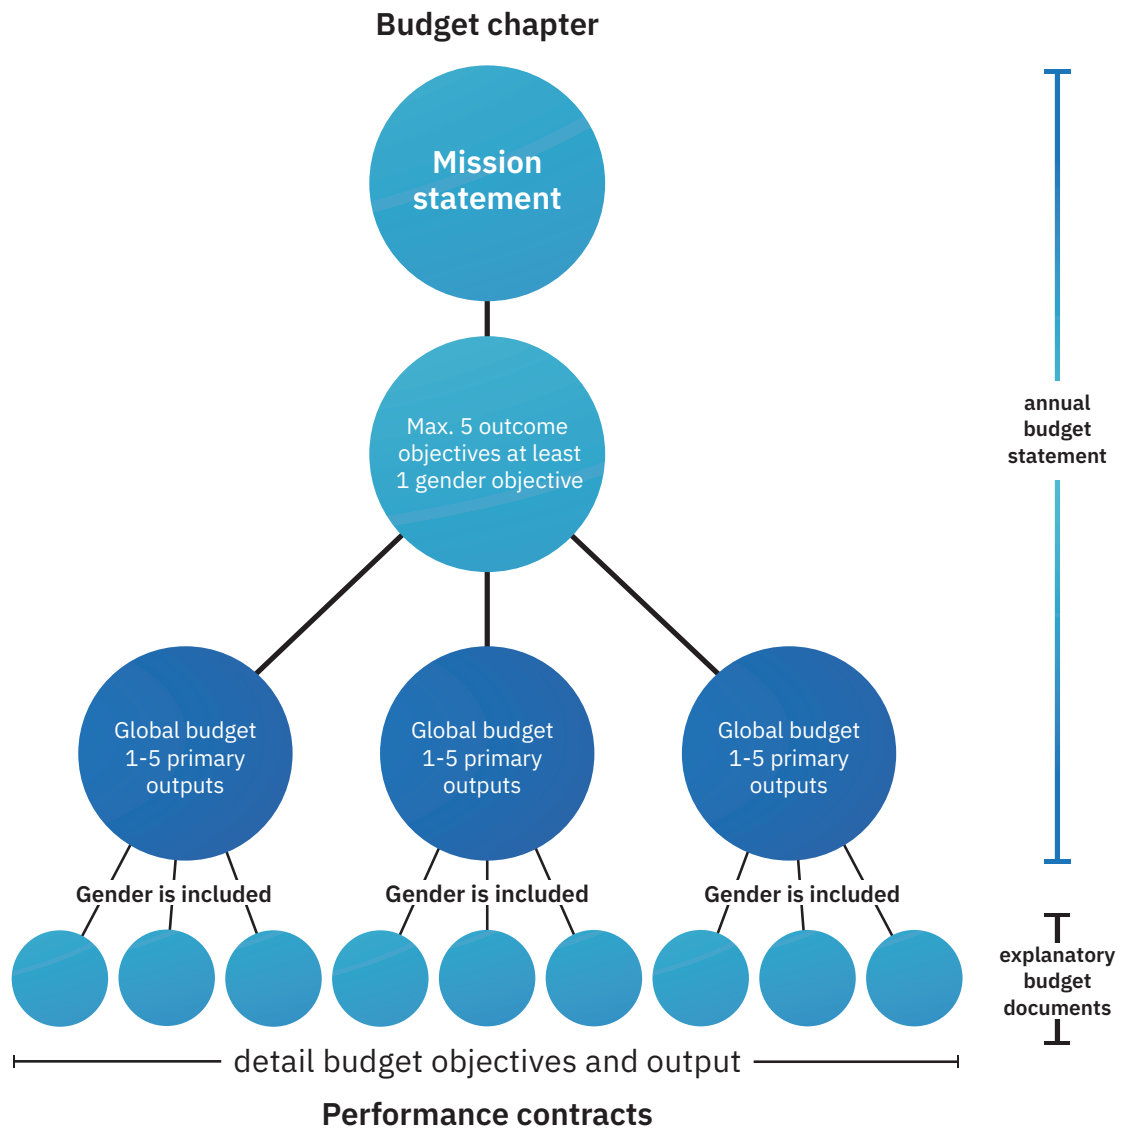 Budget chapter
Mission
statement
Max. 5 outcome
objectives at least
1 gender objective
annual
budget
statement
Global budget
1-5 primary
outputs
Global budget
1-5 primary
outputs
Global budget
1-5 primary
outputs
Gender is included
Gender is included
Gender is included
explanatory
budget
documents
detail budget objectives and output
Performance contracts